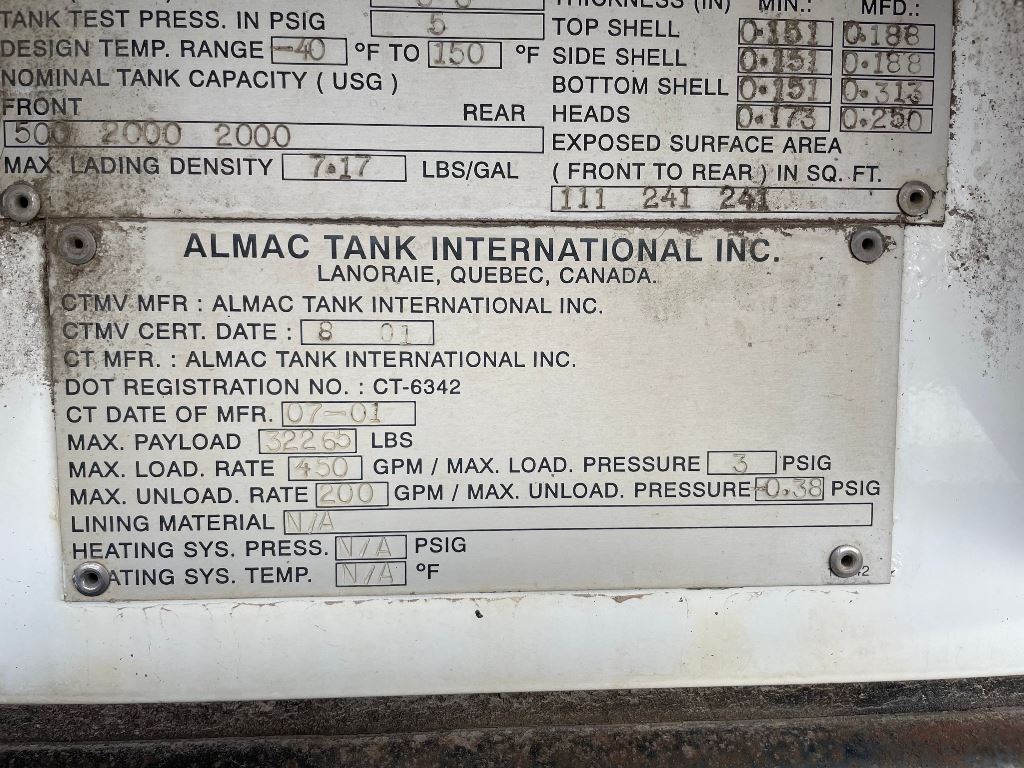 THICKNESS (IN) MIN.: MFD.:
TANK TEST PRESS. IN PSIG 5
TOP SHELL 0.151 0.188
DESIGN TEMP. RANGE -40 °F TO 150 °F
SIDE SHELL 0.151 0.188
NOMINAL TANK CAPACITY ( USG )
BOTTOM SHELL 0.151 0.313
FRONT REAR
HEADS 0.173 0.250
500 2000 2000
EXPOSED SURFACE AREA
MAX. LADING DENSITY 7.17 LBS/GAL
( FRONT TO REAR ) IN SQ. FT.
111 241 241
ALMAC TANK INTERNATIONAL INC.
LANORAIE, QUEBEC, CANADA.
CTMV MFR : ALMAC TANK INTERNATIONAL INC.
CTMV CERT. DATE : 8 01
CT MFR. : ALMAC TANK INTERNATIONAL INC.
DOT REGISTRATION NO. : CT-6342
CT DATE OF MFR. 07-01
MAX. PAYLOAD 32265 LBS
MAX. LOAD. RATE 450 GPM / MAX. LOAD. PRESSURE 3 PSIG
MAX. UNLOAD. RATE 200 GPM / MAX. UNLOAD. PRESSURE -0.38 PSIG
LINING MATERIAL N/A
HEATING SYS. PRESS. N/A PSIG
ATING SYS. TEMP. N/A °F